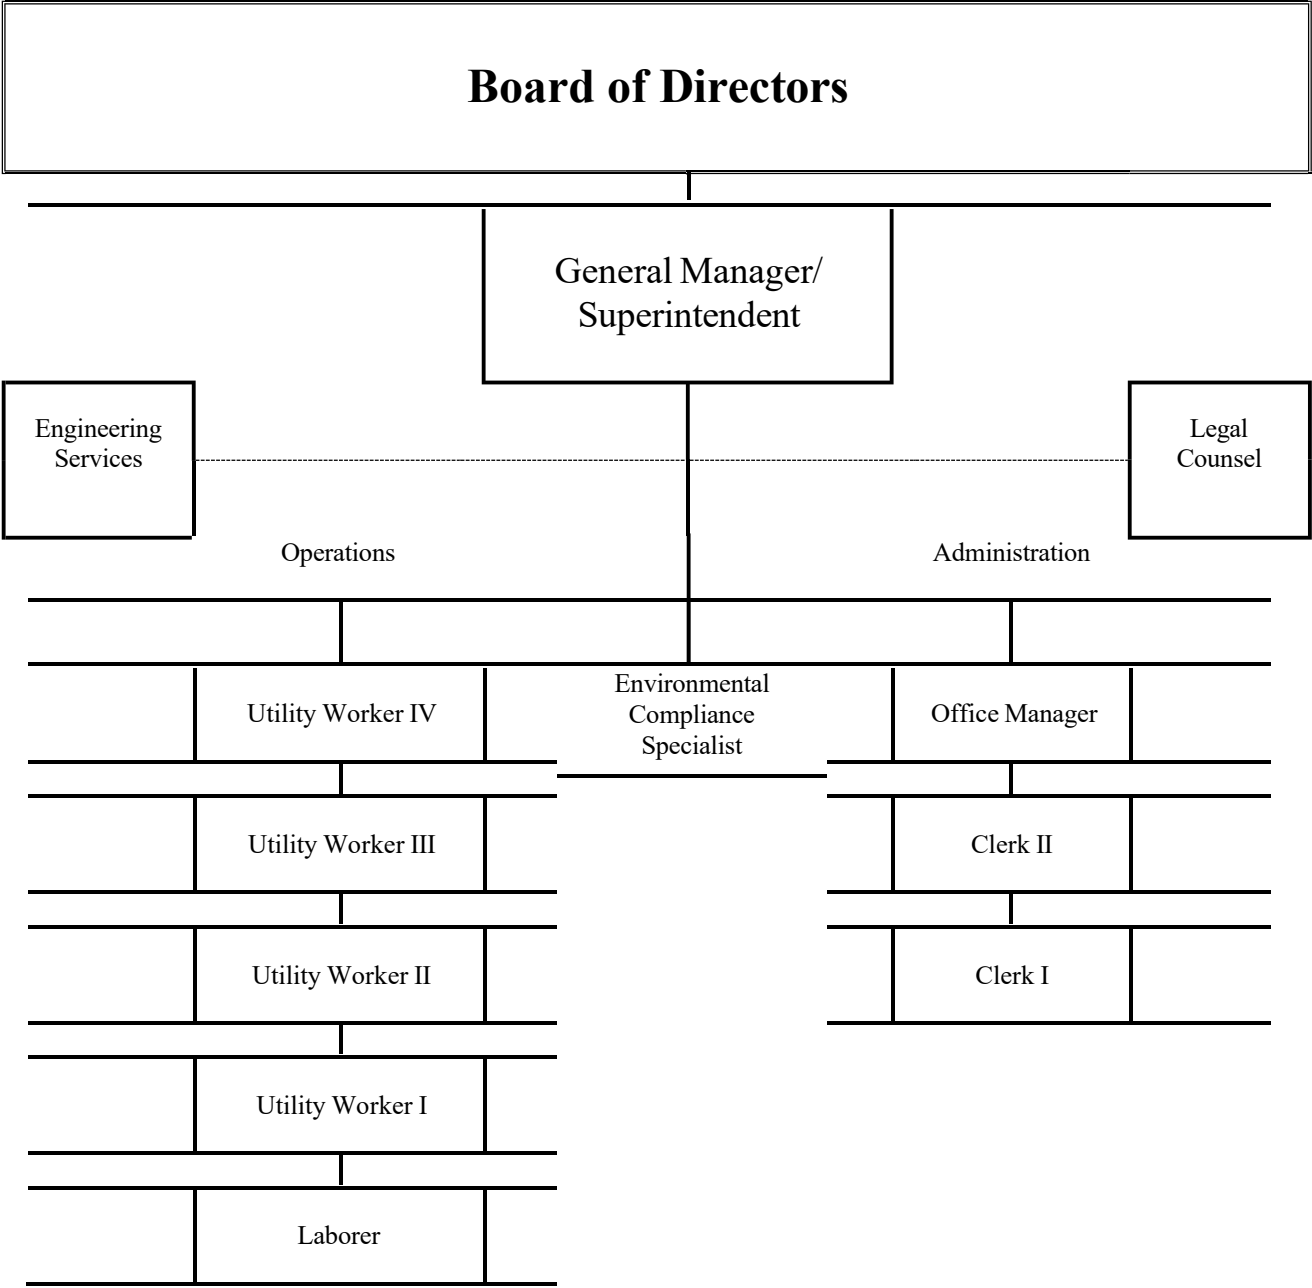 Board of Directors
General Manager/
Superintendent
Engineering
Services
Legal
Counsel
Operations
Administration
Utility Worker IV
Environmental
Compliance
Specialist
Office Manager
Utility Worker III
Clerk II
Utility Worker II
Clerk I
Utility Worker I
Laborer